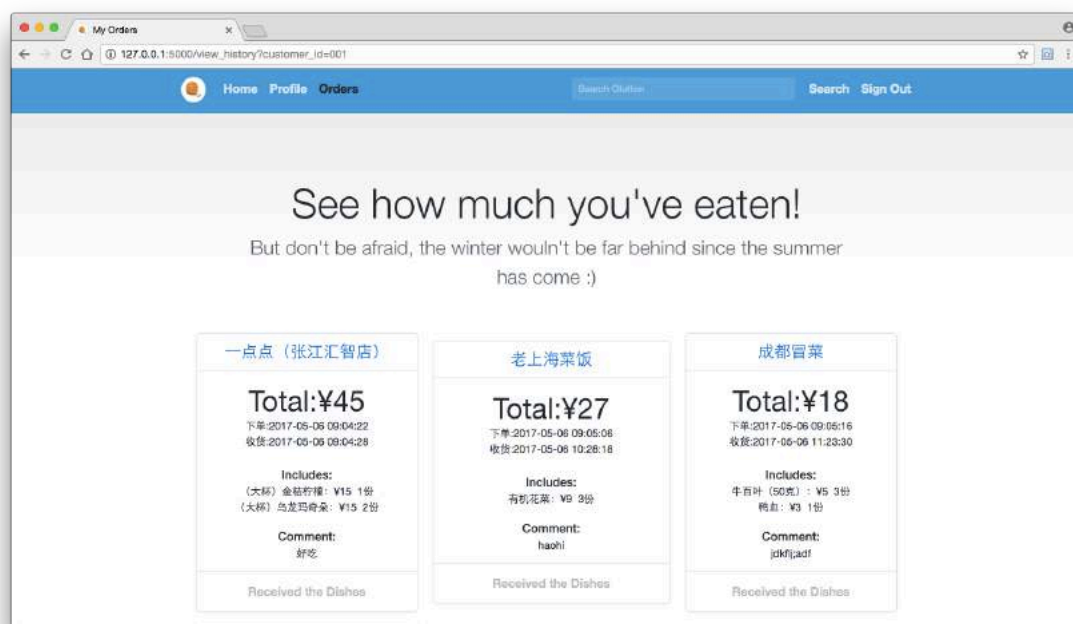 My Orders
127.0.0.1:5000/view_history?customer_id=001
Home Profile Orders
Search Glutton
Search Sign Out
See how much you've eaten!
But don't be afraid, the winter wouln't be far behind since the summer
has come :)
一点点（张江汇智店）
Total:¥45
下单:2017-05-06 09:04:22
收货:2017-05-06 09:04:28
Includes:
（大杯）金桔柠檬：¥15 1份
（大杯）乌龙玛奇朵：¥15 2份
Comment:
好吃
Received the Dishes
老上海菜饭
Total:¥27
下单:2017-05-06 09:05:06
收货:2017-05-06 10:28:18
Includes:
有机花菜：¥9 3份
Comment:
haohi
Received the Dishes
成都冒菜
Total:¥18
下单:2017-05-06 09:05:16
收货:2017-05-06 11:23:30
Includes:
牛百叶（50克）：¥5 3份
鸭血：¥3 1份
Comment:
jdkflj;adf
Received the Dishes